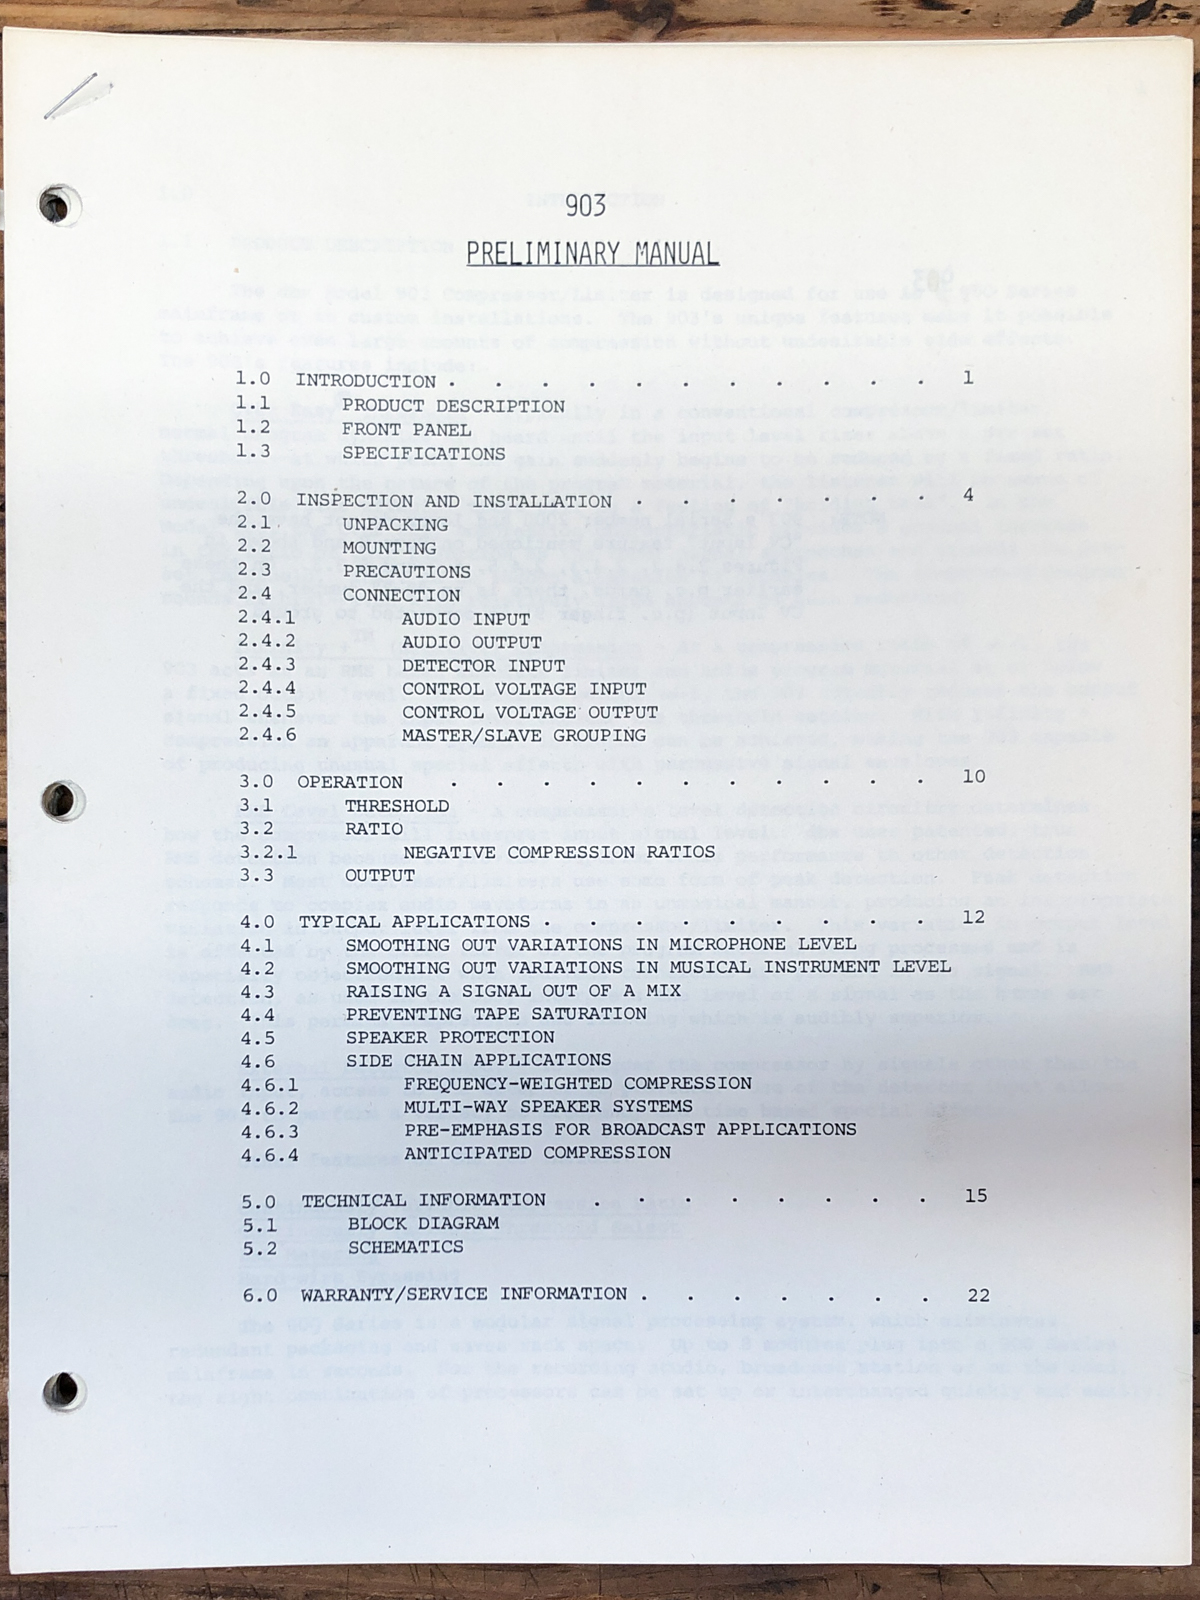 903
PRELIMINARY MANUAL
1.0 INTRODUCTION . . . . . . . . . . . . . 1
1.1 PRODUCT DESCRIPTION
1.2 FRONT PANEL
1.3 SPECIFICATIONS
2.0 INSPECTION AND INSTALLATION . . . . . . . . 4
2.1 UNPACKING
2.2 MOUNTING
2.3 PRECAUTIONS
2.4 CONNECTION
2.4.1 AUDIO INPUT
2.4.2 AUDIO OUTPUT
2.4.3 DETECTOR INPUT
2.4.4 CONTROL VOLTAGE INPUT
2.4.5 CONTROL VOLTAGE OUTPUT
2.4.6 MASTER/SLAVE GROUPING
3.0 OPERATION . . . . . . . . . . . . . 10
3.1 THRESHOLD
3.2 RATIO
3.2.1 NEGATIVE COMPRESSION RATIOS
3.3 OUTPUT
4.0 TYPICAL APPLICATIONS . . . . . . . . . . 12
4.1 SMOOTHING OUT VARIATIONS IN MICROPHONE LEVEL
4.2 SMOOTHING OUT VARIATIONS IN MUSICAL INSTRUMENT LEVEL
4.3 RAISING A SIGNAL OUT OF A MIX
4.4 PREVENTING TAPE SATURATION
4.5 SPEAKER PROTECTION
4.6 SIDE CHAIN APPLICATIONS
4.6.1 FREQUENCY-WEIGHTED COMPRESSION
4.6.2 MULTI-WAY SPEAKER SYSTEMS
4.6.3 PRE-EMPHASIS FOR BROADCAST APPLICATIONS
4.6.4 ANTICIPATED COMPRESSION
5.0 TECHNICAL INFORMATION . . . . . . . . 15
5.1 BLOCK DIAGRAM
5.2 SCHEMATICS
6.0 WARRANTY/SERVICE INFORMATION . . . . . . . 22